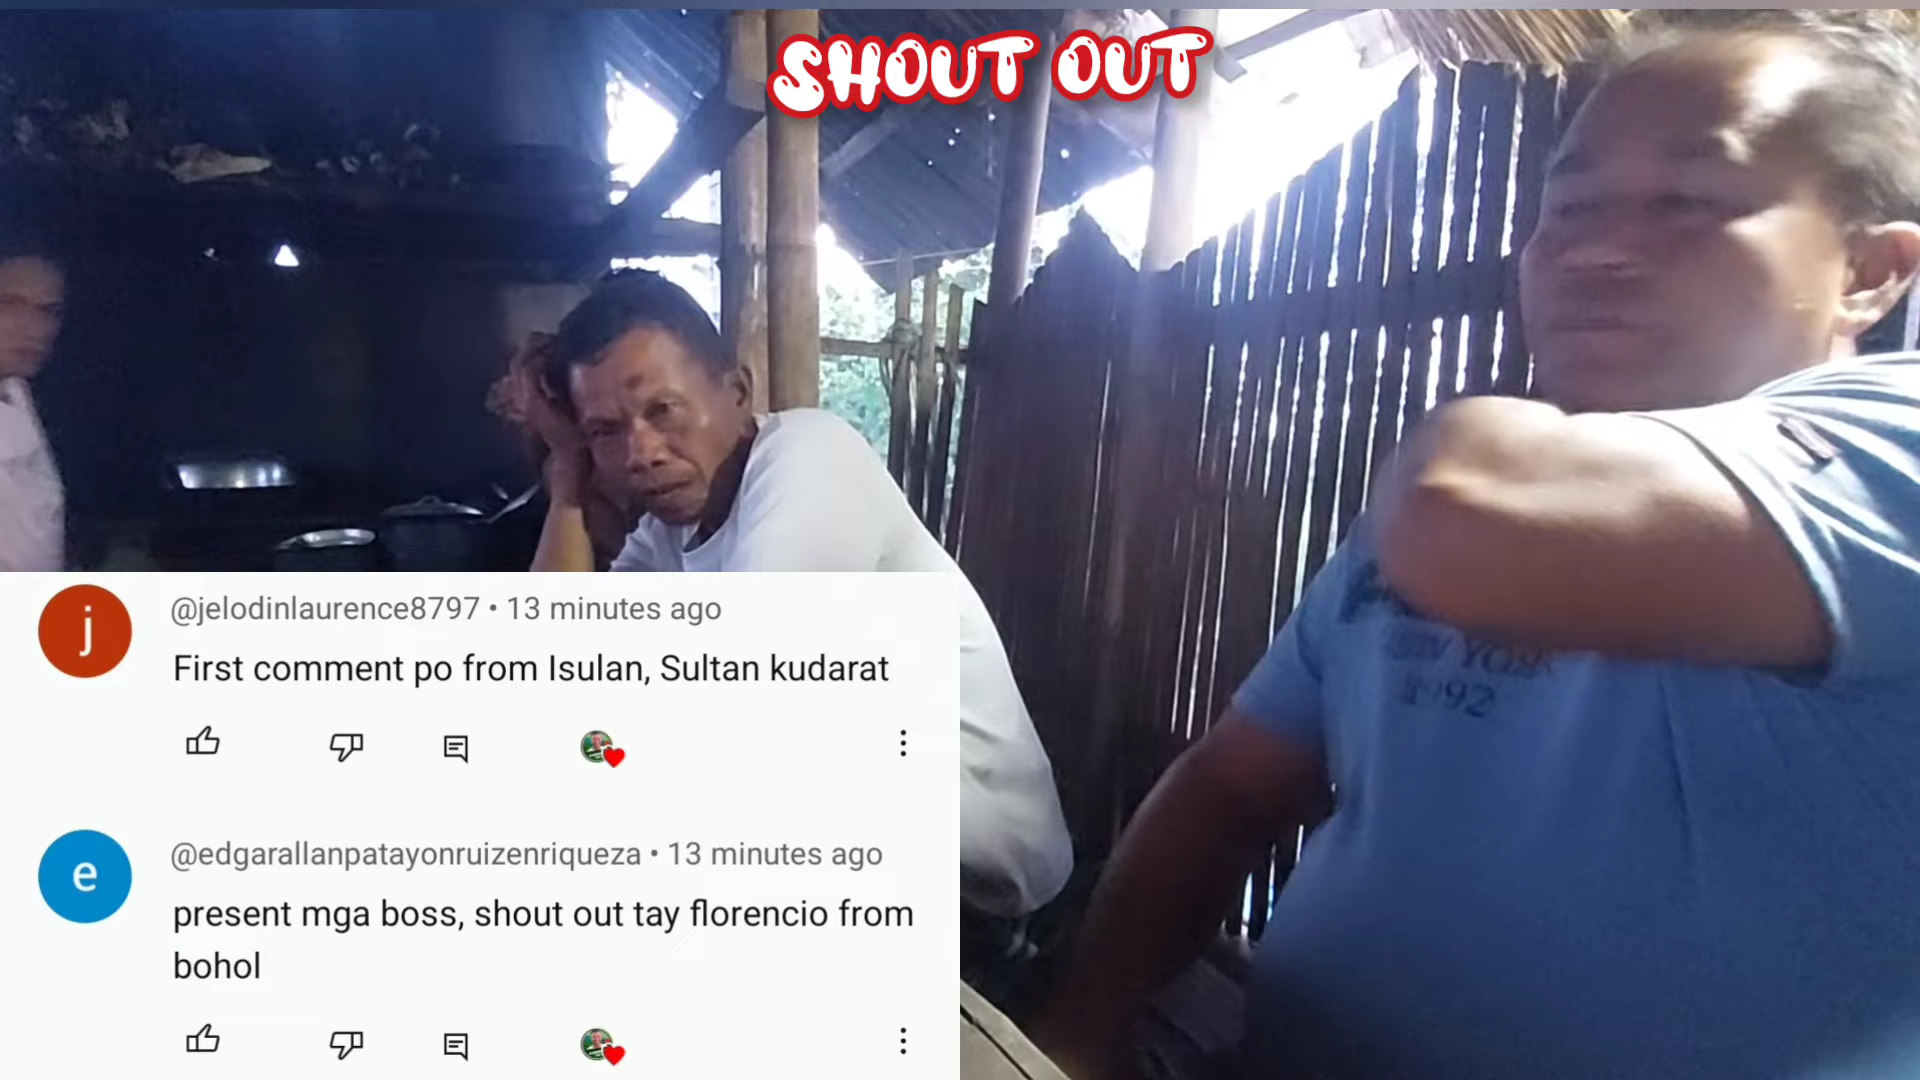 SHOUT OUT
@jelodinlaurence8797 • 13 minutes ago
First comment po from Isulan, Sultan kudarat
@edgarallanpatayonruizenriqueza • 13 minutes ago
present mga boss, shout out tay florencio from
bohol
j
e